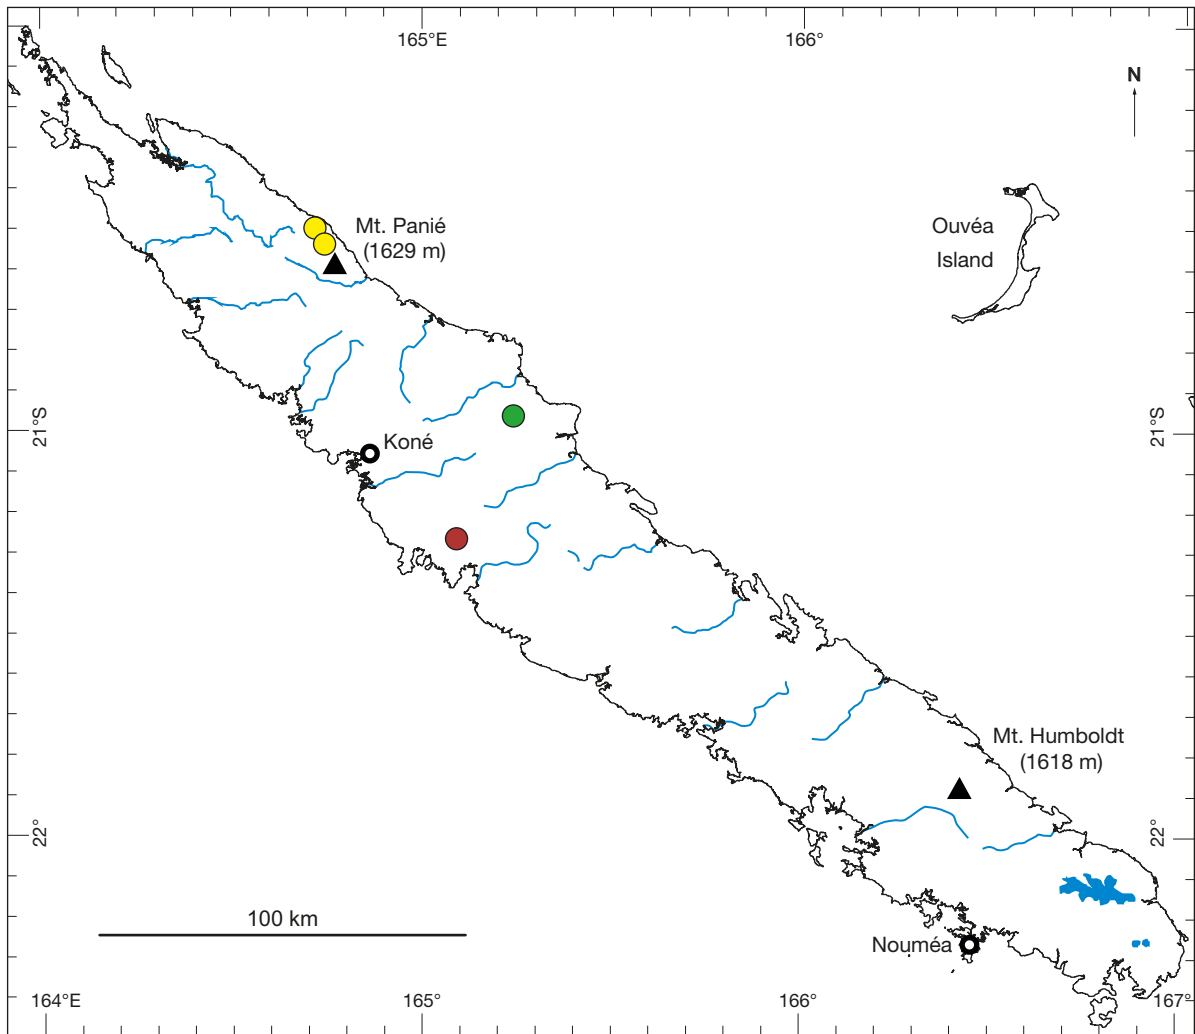 165°E
166°
N
Mt. Panié
(1629 m)
Ouvéa
Island
21°S
21°S
Koné
Mt. Humboldt
(1618 m)
22°
22°
100 km
Nouméa
164°E
165°
166°
167°